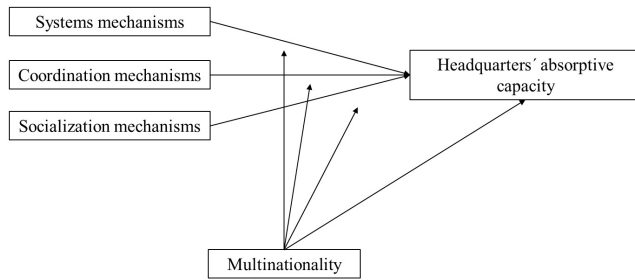 Systems mechanisms
Coordination mechanisms
Socialization mechanisms
Headquarters´ absorptive
capacity
Multinationality